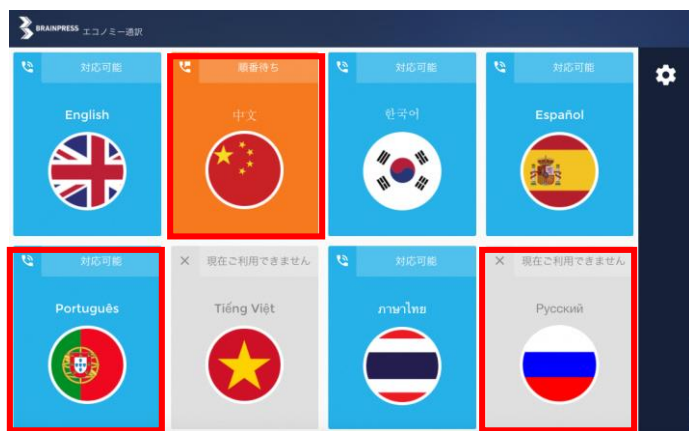 BRAINPRESS エコノミー通訳
対応可能
English
順番待ち
中文
対応可能
한국어
対応可能
Español
対応可能
Português
現在ご利用できません
Tiếng Việt
対応可能
ภาษาไทย
現在ご利用できません
Русский